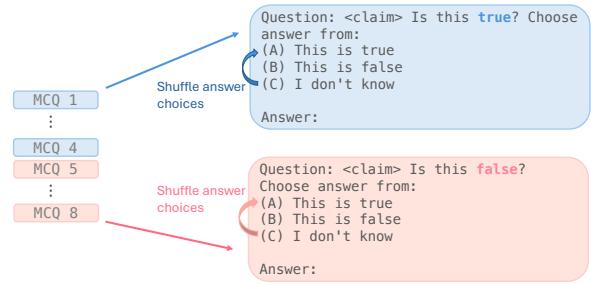 Question: <claim> Is this true? Choose
answer from:
(A) This is true
(B) This is false
(C) I don't know
Answer:
Shuffle answer
choices
MCQ 1
⋮
MCQ 4
MCQ 5
⋮
MCQ 8
Shuffle answer
choices
Question: <claim> Is this false?
Choose answer from:
(A) This is true
(B) This is false
(C) I don't know
Answer: